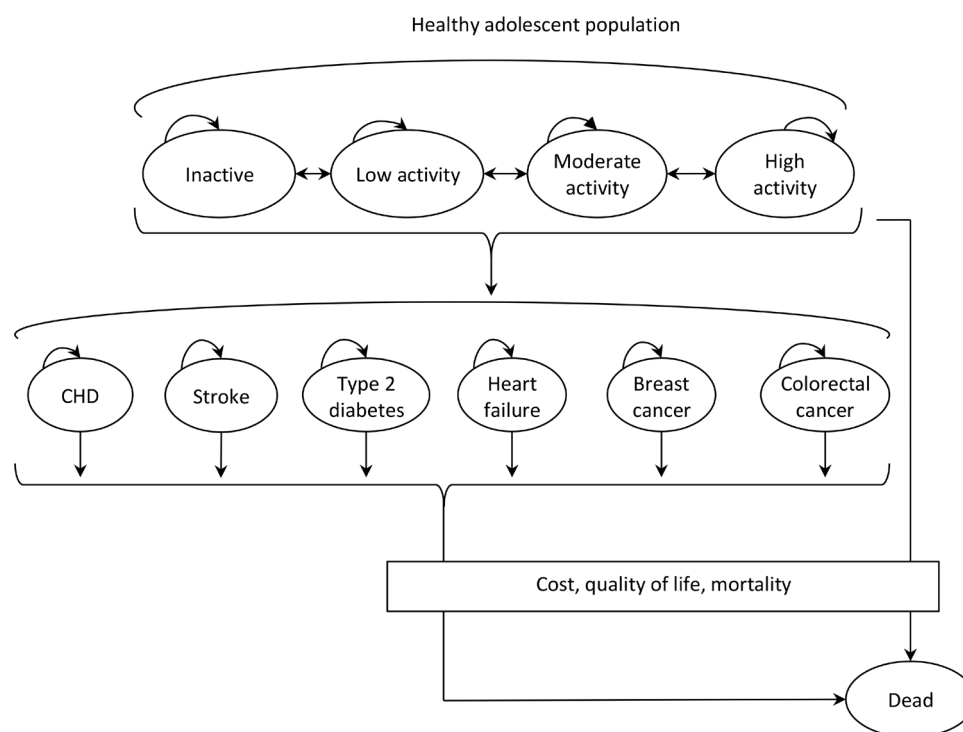 Healthy adolescent population
Inactive
Low activity
Moderate
activity
High
activity
CHD
Stroke
Type 2
diabetes
Heart
failure
Breast
cancer
Colorectal
cancer
Cost, quality of life, mortality
Dead